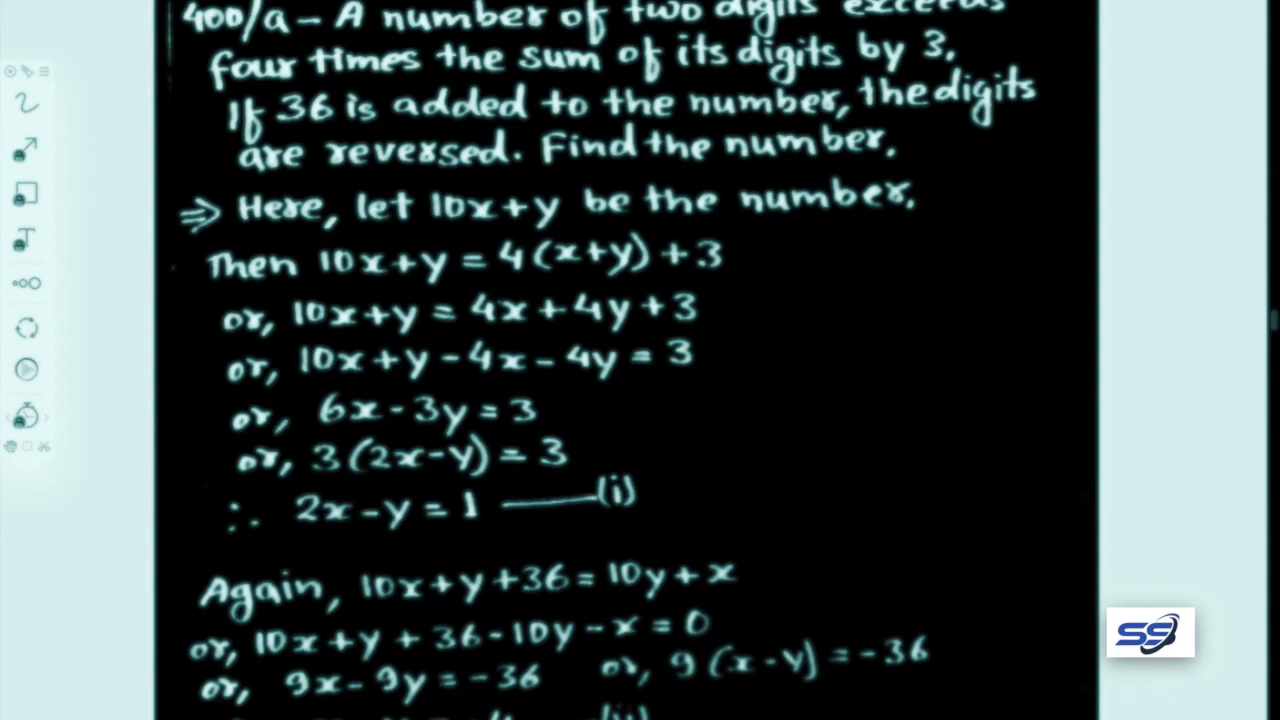 400/a - A number of two digits exceeds
four times the sum of its digits by 3.
If 36 is added to the number, the digits
are reversed. Find the number.
⇒ Here, let 10x+y be the number.
Then 10x+y = 4(x+y)+3
or, 10x+y = 4x+4y+3
or, 10x+y-4x-4y = 3
or, 6x-3y = 3
or, 3(2x-y) = 3
∴ 2x-y = 1 ——(i)
Again, 10x+y+36 = 10y+x
or, 10x+y+36-10y-x = 0
or, 9x-9y = -36 or, 9(x-y) = -36
SS